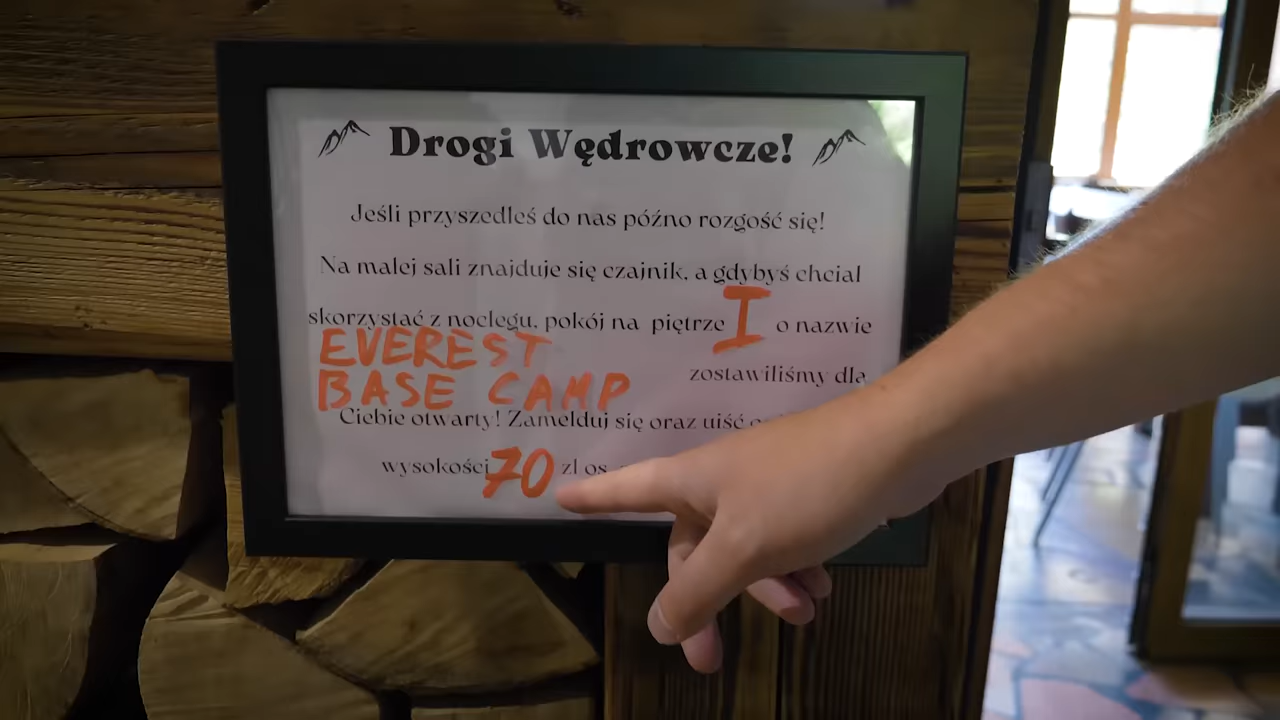 Drogi Wędrowcze!
Jeśli przyszedłeś do nas późno rozgość się!
Na małej sali znajduje się czajnik, a gdybyś chciał
skorzystać z noclegu, pokój na piętrze I o nazwie
EVEREST
BASE CAMP zostawiliśmy dla
Ciebie otwarty! Zamelduj się oraz uiść
wysokości 70 zł os